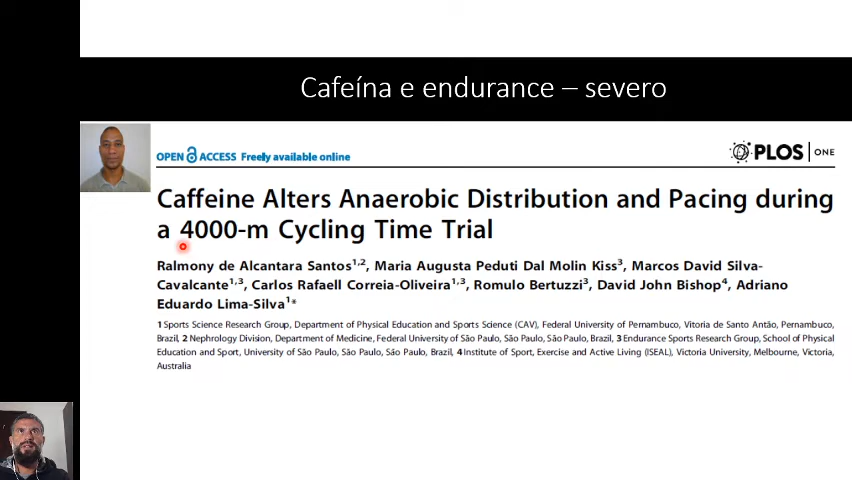 Cafeína e endurance – severo
OPEN ACCESS Freely available online
PLOS ONE
Caffeine Alters Anaerobic Distribution and Pacing during
a 4000-m Cycling Time Trial
Ralmony de Alcantara Santos1,2, Maria Augusta Peduti Dal Molin Kiss3, Marcos David Silva-
Cavalcante1,3, Carlos Rafaell Correia-Oliveira1,3, Romulo Bertuzzi3, David John Bishop4, Adriano
Eduardo Lima-Silva1*
1 Sports Science Research Group, Department of Physical Education and Sports Science (CAV), Federal University of Pernambuco, Vitoria de Santo Antão, Pernambuco,
Brazil, 2 Nephrology Division, Department of Medicine, Federal University of São Paulo, São Paulo, São Paulo, Brazil, 3 Endurance Sports Research Group, School of Physical
Education and Sport, University of São Paulo, São Paulo, Brazil, 4 Institute of Sport, Exercise and Active Living (ISEAL), Victoria University, Melbourne, Victoria,
Australia